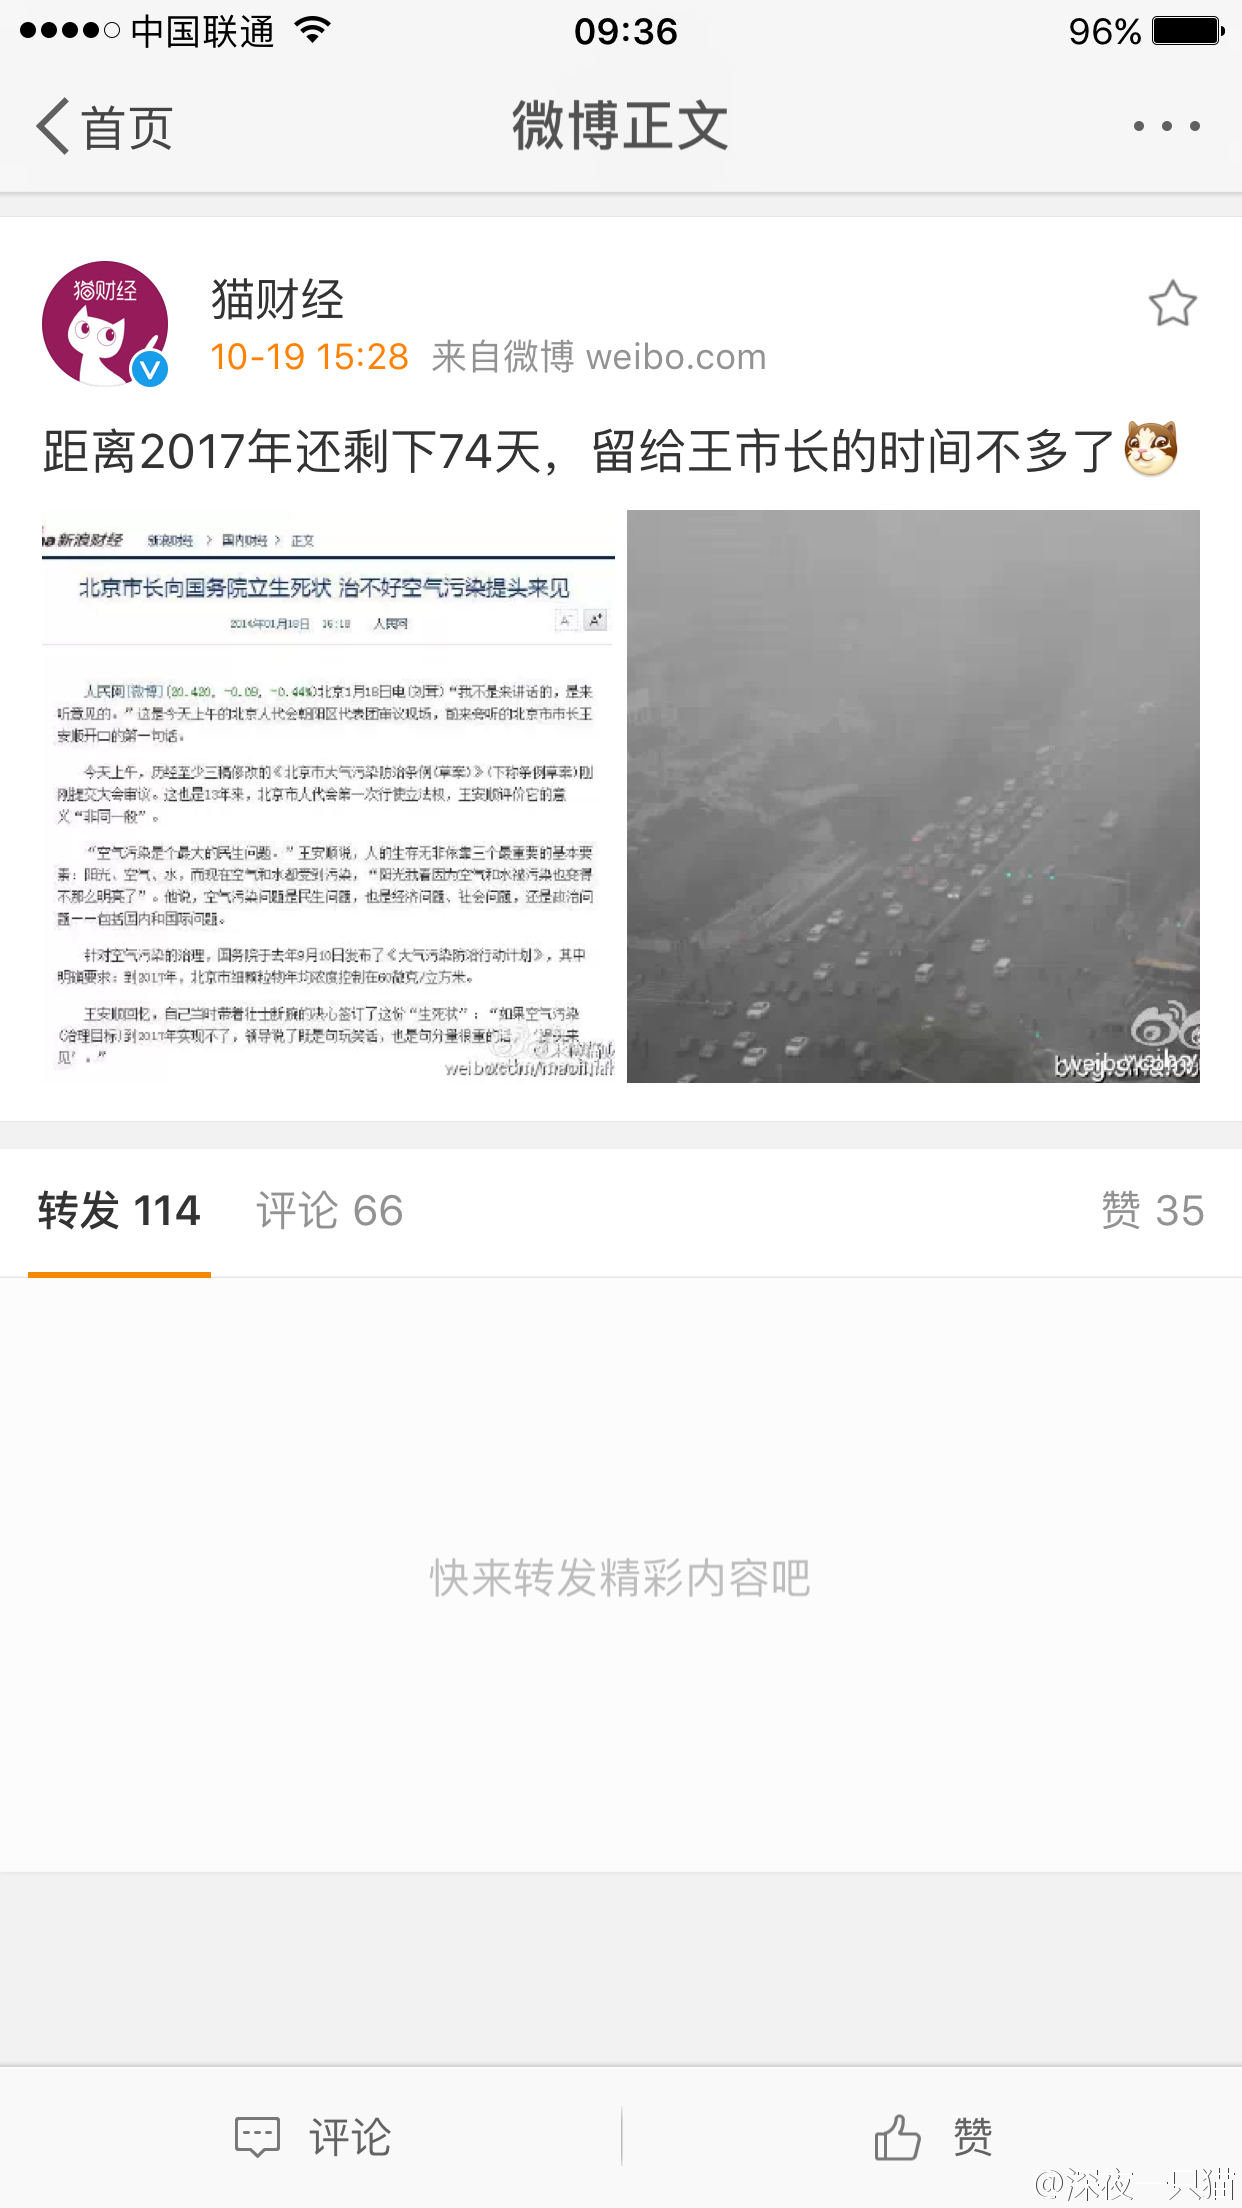 中国联通
09:36
96%
首页
微博正文
猫财经
猫财经
10-19 15:28 来自微博 weibo.com
距离2017年还剩下74天，留给王市长的时间不多了
新浪财经 新浪财经 > 国内财经 > 正文
北京市长向国务院立生死状 治不好空气污染提头来见
2014年01月18日 16:18 人民网
A- A+
人民网[微博](20.420, -0.09, -0.44%)北京1月18日电(刘茸)“我不是来讲话的，是来
听意见的。”这是今天上午的北京人代会朝阳区代表团审议现场，前来旁听的北京市市长王
安顺开口的第一句话。
今天上午，历经至少三稿修改的《北京市大气污染防治条例(草案)》(下称条例草案)刚
刚提交大会审议。这也是13年来，北京市人代会第一次行使立法权，王安顺评价它的意
义“非同一般”。
“空气污染是个最大的民生问题。”王安顺说，人的生存无非依靠三个最重要的基本要
素：阳光、空气、水，而现在空气和水都受到污染，“阳光我看因为空气和水被污染也变得
不那么明亮了”。他说，空气污染问题是民生问题，也是经济问题、社会问题，还是政治问
题——包括国内和国际问题。
针对空气污染的治理，国务院于去年9月10日发布了《大气污染防治行动计划》，其中
明确要求：到2017年，北京市细颗粒物年均浓度控制在60微克/立方米。
王安顺回忆，自己当时带着壮士断腕的决心签订了这份“生死状”；“如果空气污染
(治理目标)到2017年实现不了，领导说了既是句玩笑话，也是句分量很重的话，‘提头来
见’。”
转发 114
评论 66
赞 35
快来转发精彩内容吧
评论
赞
@深夜一只猫